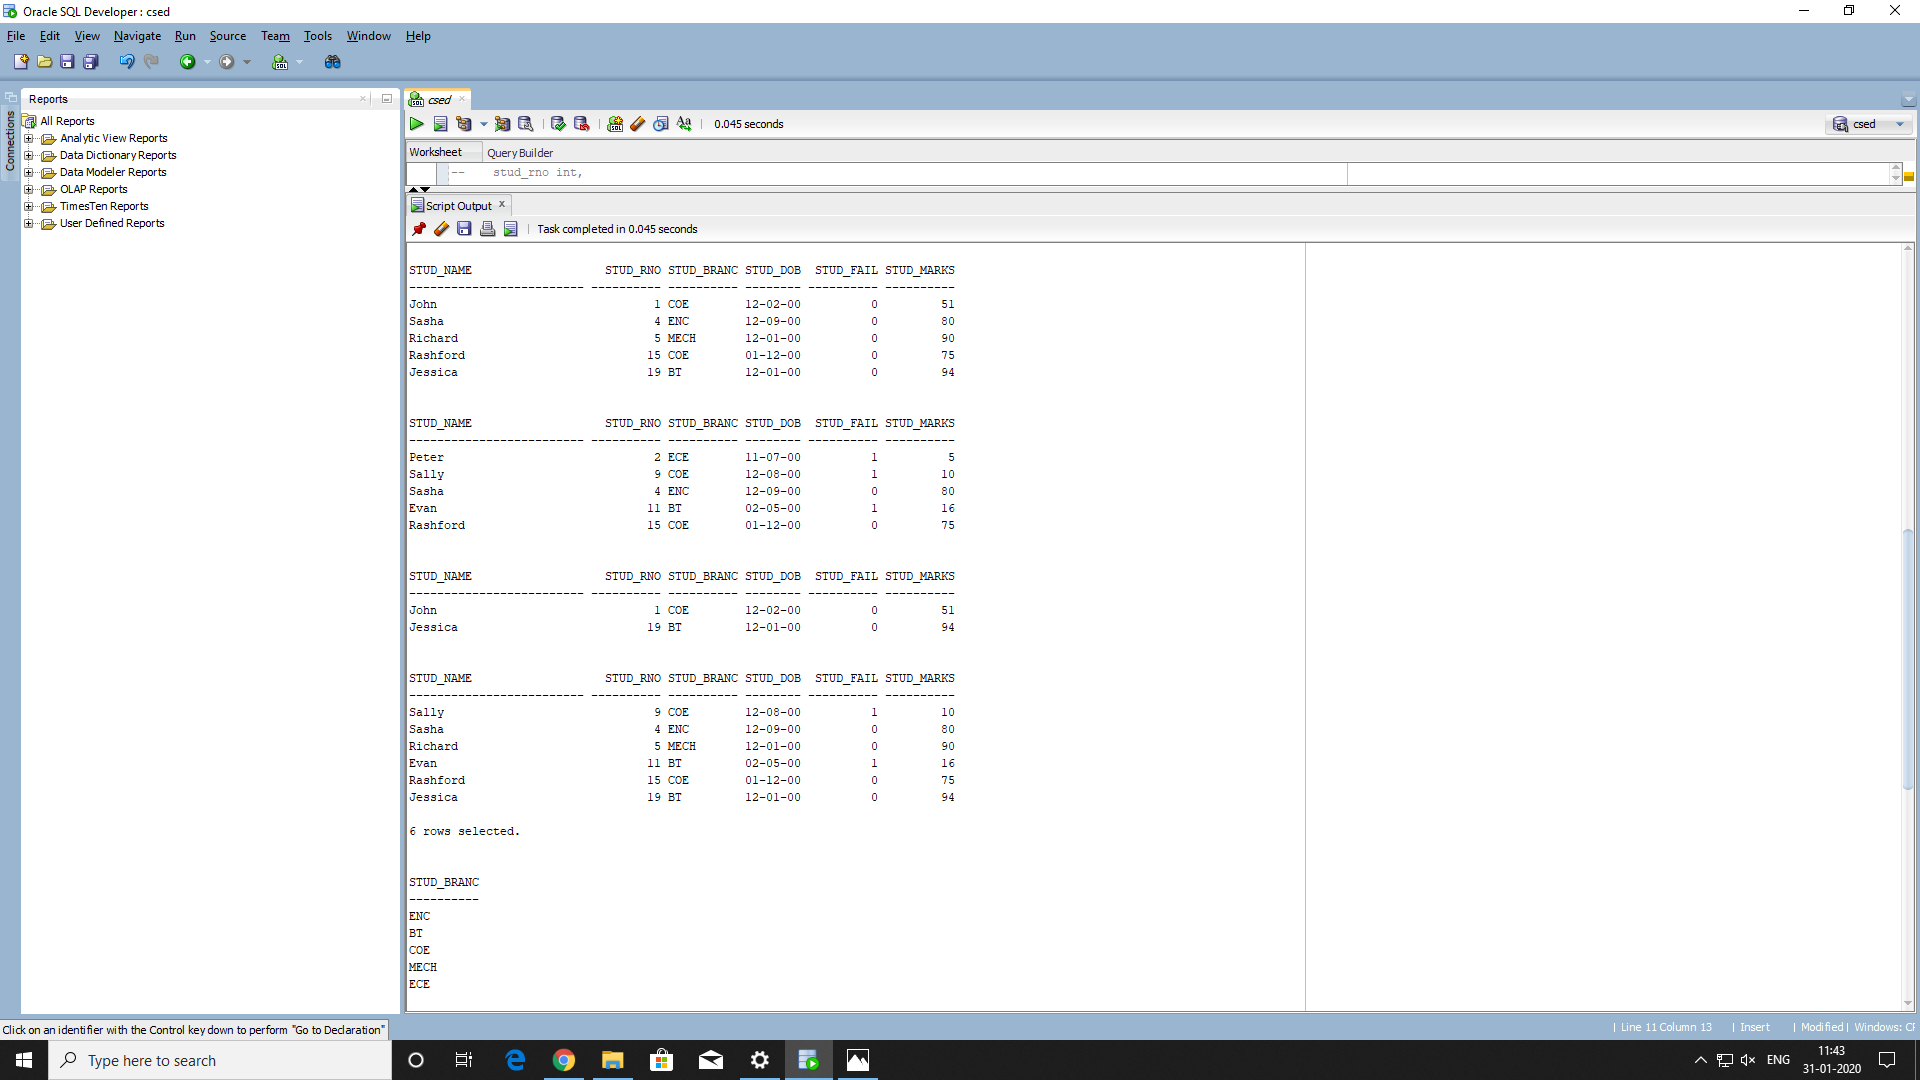 Oracle SQL Developer : csed
File Edit View Navigate Run Source Team Tools Window Help
Connections
Reports
All Reports
Analytic View Reports
Data Dictionary Reports
Data Modeler Reports
OLAP Reports
TimesTen Reports
User Defined Reports
csed
0.045 seconds
csed
Worksheet Query Builder
-- stud_rno int,
Script Output
Task completed in 0.045 seconds
STUD_NAME STUD_RNO STUD_BRANC STUD_DOB STUD_FAIL STUD_MARKS
------------------------- ---------- ---------- -------- ---------- ----------
John 1 COE 12-02-00 0 51
Sasha 4 ENC 12-09-00 0 80
Richard 5 MECH 12-01-00 0 90
Rashford 15 COE 01-12-00 0 75
Jessica 19 BT 12-01-00 0 94
STUD_NAME STUD_RNO STUD_BRANC STUD_DOB STUD_FAIL STUD_MARKS
------------------------- ---------- ---------- -------- ---------- ----------
Peter 2 ECE 11-07-00 1 5
Sally 9 COE 12-08-00 1 10
Sasha 4 ENC 12-09-00 0 80
Evan 11 BT 02-05-00 1 16
Rashford 15 COE 01-12-00 0 75
STUD_NAME STUD_RNO STUD_BRANC STUD_DOB STUD_FAIL STUD_MARKS
------------------------- ---------- ---------- -------- ---------- ----------
John 1 COE 12-02-00 0 51
Jessica 19 BT 12-01-00 0 94
STUD_NAME STUD_RNO STUD_BRANC STUD_DOB STUD_FAIL STUD_MARKS
------------------------- ---------- ---------- -------- ---------- ----------
Sally 9 COE 12-08-00 1 10
Sasha 4 ENC 12-09-00 0 80
Richard 5 MECH 12-01-00 0 90
Evan 11 BT 02-05-00 1 16
Rashford 15 COE 01-12-00 0 75
Jessica 19 BT 12-01-00 0 94
6 rows selected.
STUD_BRANC
----------
ENC
BT
COE
MECH
ECE
Click on an identifier with the Control key down to perform "Go to Declaration"
| Line 11 Column 13 | Insert | Modified | Windows: CF
Type here to search
ENG
11:43
31-01-2020